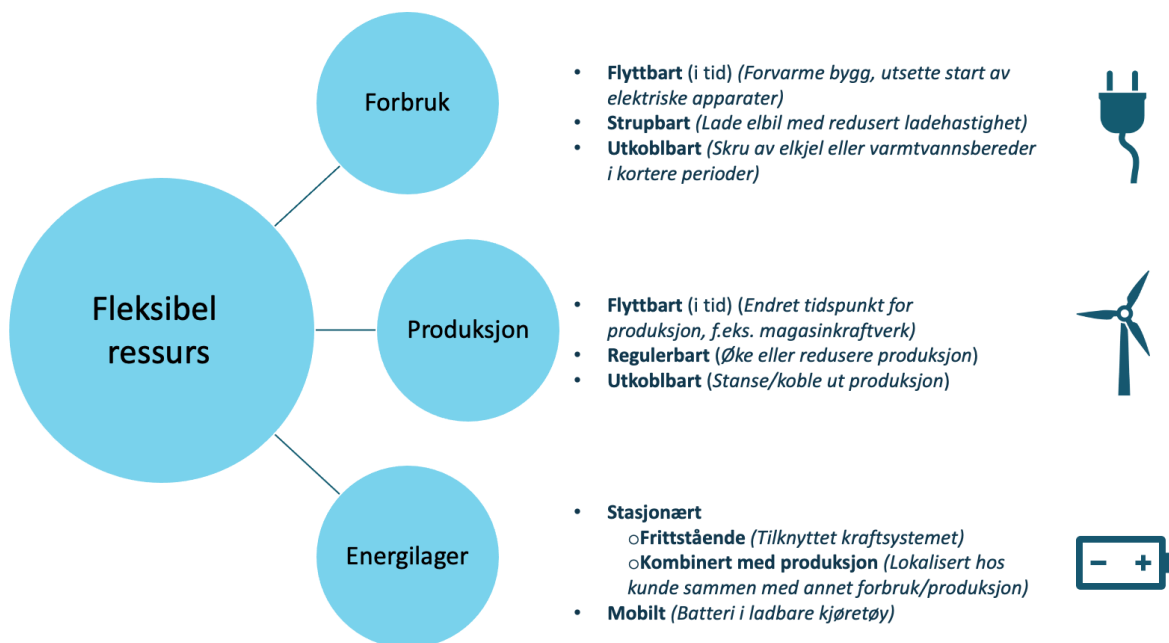 Fleksibel
ressurs
Forbruk
• Flyttbart (i tid) (Forvarme bygg, utsette start av
elektriske apparater)
• Strupbart (Lade elbil med redusert ladehastighet)
• Utkoblbart (Skru av elkjel eller varmtvannsbereder
i kortere perioder)
Produksjon
• Flyttbart (i tid) (Endret tidspunkt for
produksjon, f.eks. magasinkraftverk)
• Regulerbart (Øke eller redusere produksjon)
• Utkoblbart (Stanse/koble ut produksjon)
Energilager
• Stasjonært
oFrittstående (Tilknyttet kraftsystemet)
oKombinert med produksjon (Lokalisert hos
kunde sammen med annet forbruk/produksjon)
• Mobilt (Batteri i ladbare kjøretøy)